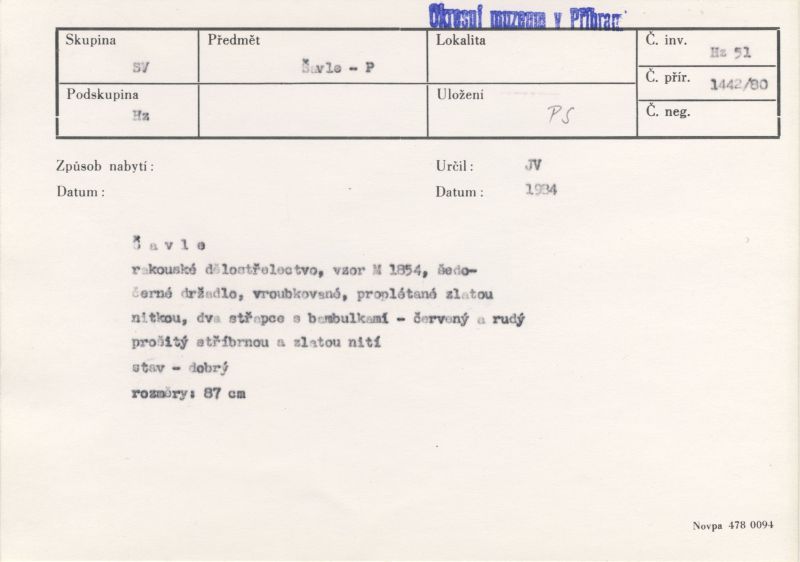 Okresní muzeum v Příbrami
Skupina
SV
Předmět
Šavle - P
Lokalita
Č. inv.
Hz 51
Č. přír.
1442/80
Podskupina
Hz
Uložení
PS
Č. neg.
Způsob nabytí:
Určil: JV
Datum:
Datum: 1984
Šavle
rakouské dělostřelectvo, vzor M 1854, šedo-
černé držadlo, vroubkované, proplétané zlatou
nitkou, dva střapce s bambulkami - červený a rudý
prošitý stříbrnou a zlatou nití
stav - dobrý
rozměry: 87 cm
Novpa 478 0094